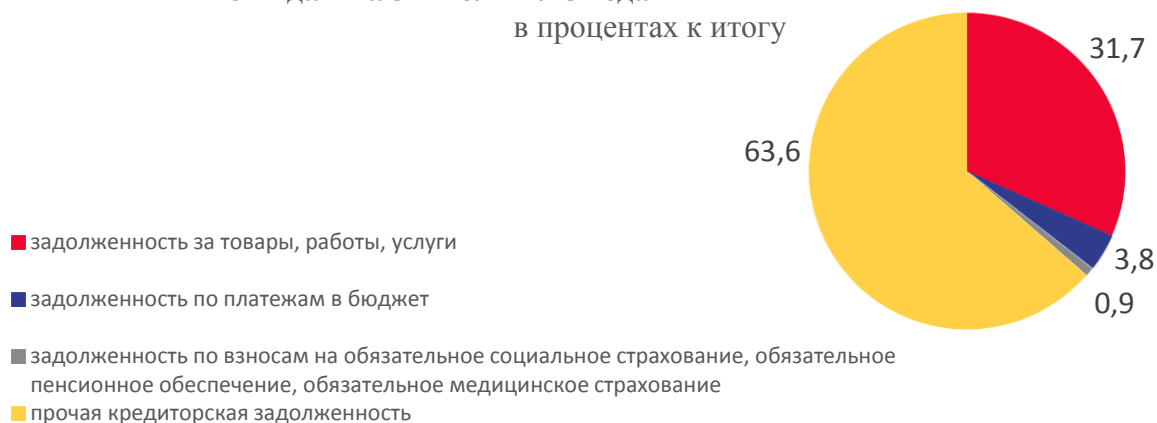 в процентах к итогу
31,7
63,6
3,8
0,9
задолженность за товары, работы, услуги
задолженность по платежам в бюджет
задолженность по взносам на обязательное социальное страхование, обязательное
пенсионное обеспечение, обязательное медицинское страхование
прочая кредиторская задолженность